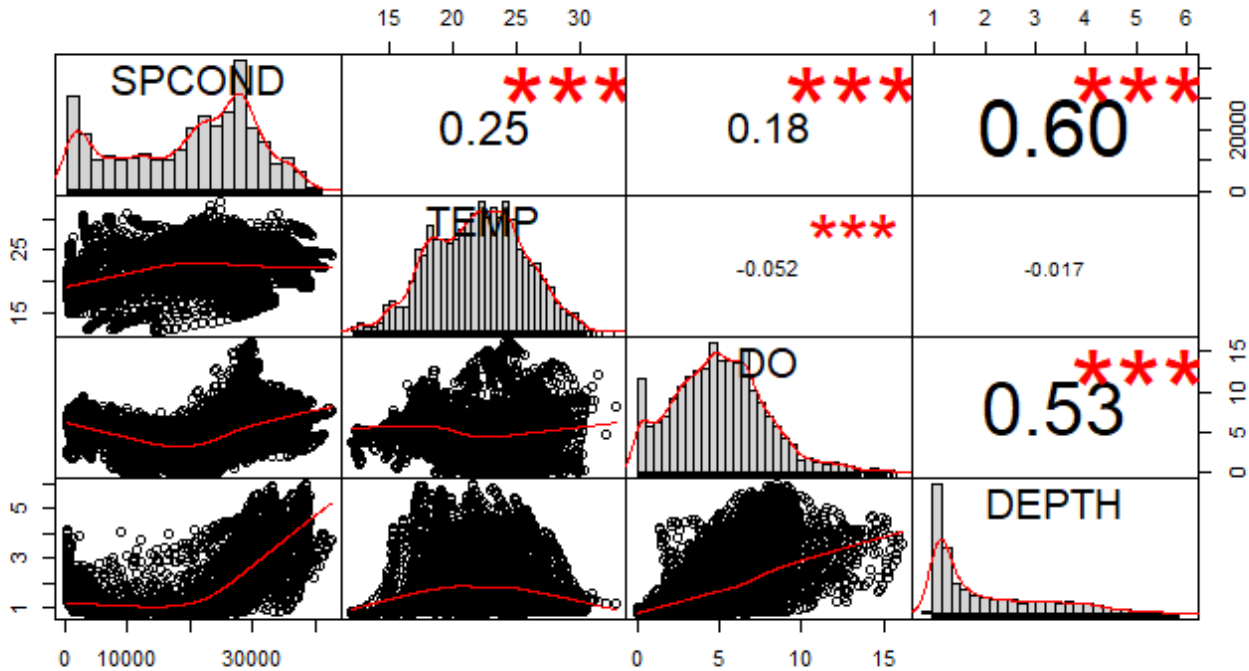 15 20 25 30 1 2 3 4 5 6
SPCOND *** *** ***
0.25 0.18 0.60
0 20000
TEMP ***
-0.052 -0.017
15 25
DO ***
0.53
0 5 10 15
DEPTH
1 3 5
0 10000 30000 0 5 10 15